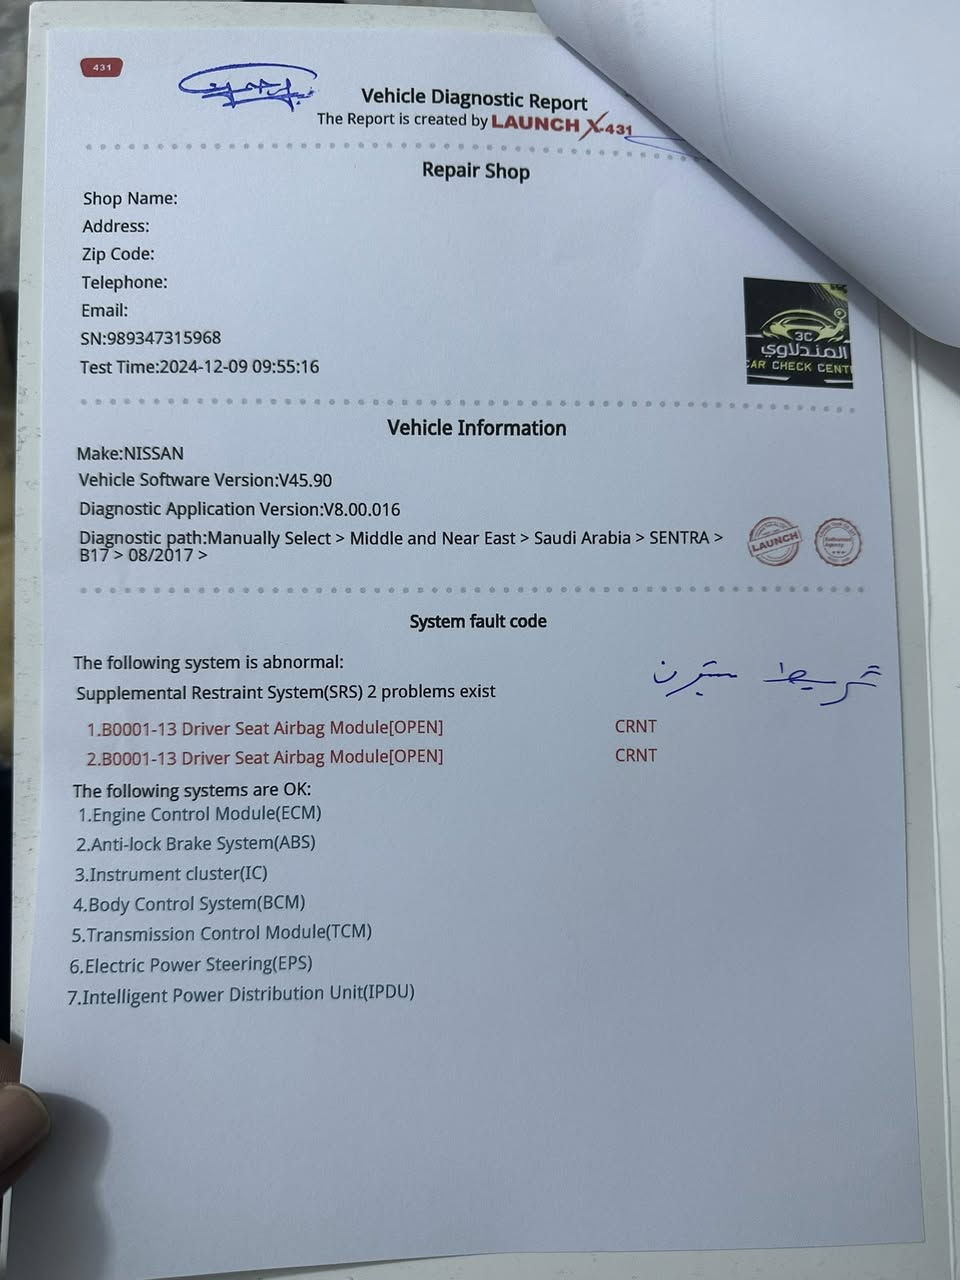 431
Vehicle Diagnostic Report
The Report is created by LAUNCH X-431
Repair Shop
Shop Name:
Address:
Zip Code:
Telephone:
Email:
SN:989347315968
Test Time:2024-12-09 09:55:16
3C
المندلاوي
CAR CHECK CENT
Vehicle Information
Make:NISSAN
Vehicle Software Version:V45.90
Diagnostic Application Version:V8.00.016
Diagnostic path:Manually Select > Middle and Near East > Saudi Arabia > SENTRA >
B17 > 08/2017 >
LAUNCH
System fault code
The following system is abnormal:
شريط سترن
Supplemental Restraint System(SRS) 2 problems exist
1.B0001-13 Driver Seat Airbag Module[OPEN] CRNT
2.B0001-13 Driver Seat Airbag Module[OPEN] CRNT
The following systems are OK:
1.Engine Control Module(ECM)
2.Anti-lock Brake System(ABS)
3.Instrument cluster(IC)
4.Body Control System(BCM)
5.Transmission Control Module(TCM)
6.Electric Power Steering(EPS)
7.Intelligent Power Distribution Unit(IPDU)